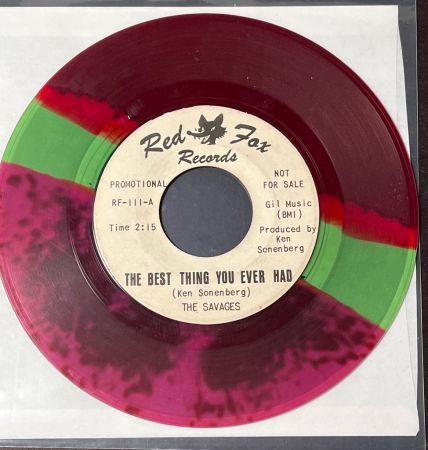 Red Fox
Records
PROMOTIONAL
NOT
FOR SALE
RF-111-A
Gil Music
(BMI)
Time 2:15
Produced by
Ken
Sonenberg
THE BEST THING YOU EVER HAD
(Ken Sonenberg)
THE SAVAGES